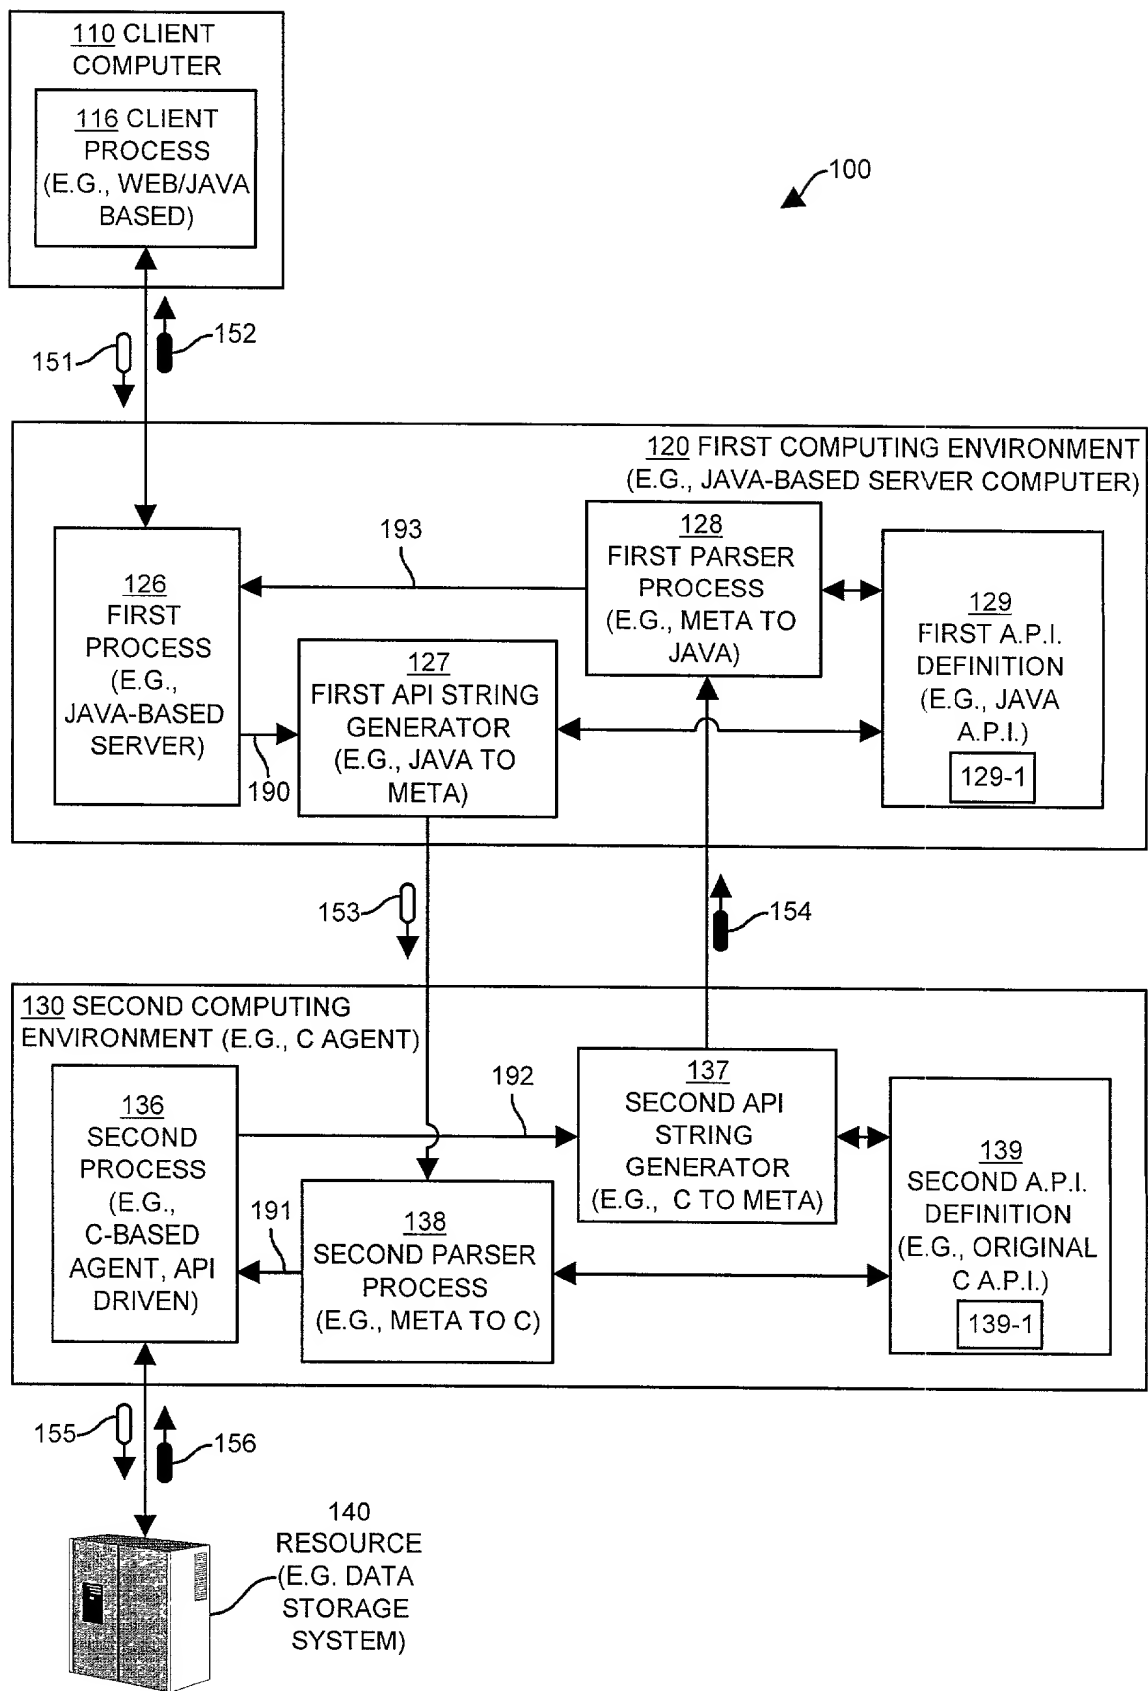 110 CLIENT
COMPUTER
116 CLIENT
PROCESS
(E.G., WEB/JAVA
BASED)
100
151
152
120 FIRST COMPUTING ENVIRONMENT
(E.G., JAVA-BASED SERVER COMPUTER)
126
FIRST
PROCESS
(E.G.,
JAVA-BASED
SERVER)
193
128
FIRST PARSER
PROCESS
(E.G., META TO
JAVA)
129
FIRST A.P.I.
DEFINITION
(E.G., JAVA
A.P.I.)
129-1
127
FIRST API STRING
GENERATOR
(E.G., JAVA TO
META)
190
153
154
130 SECOND COMPUTING
ENVIRONMENT (E.G., C AGENT)
136
SECOND
PROCESS
(E.G.,
C-BASED
AGENT, API
DRIVEN)
192
137
SECOND API
STRING
GENERATOR
(E.G., C TO META)
139
SECOND A.P.I.
DEFINITION
(E.G., ORIGINAL
C A.P.I.)
139-1
191
138
SECOND PARSER
PROCESS
(E.G., META TO C)
155
156
140
RESOURCE
(E.G. DATA
STORAGE
SYSTEM)